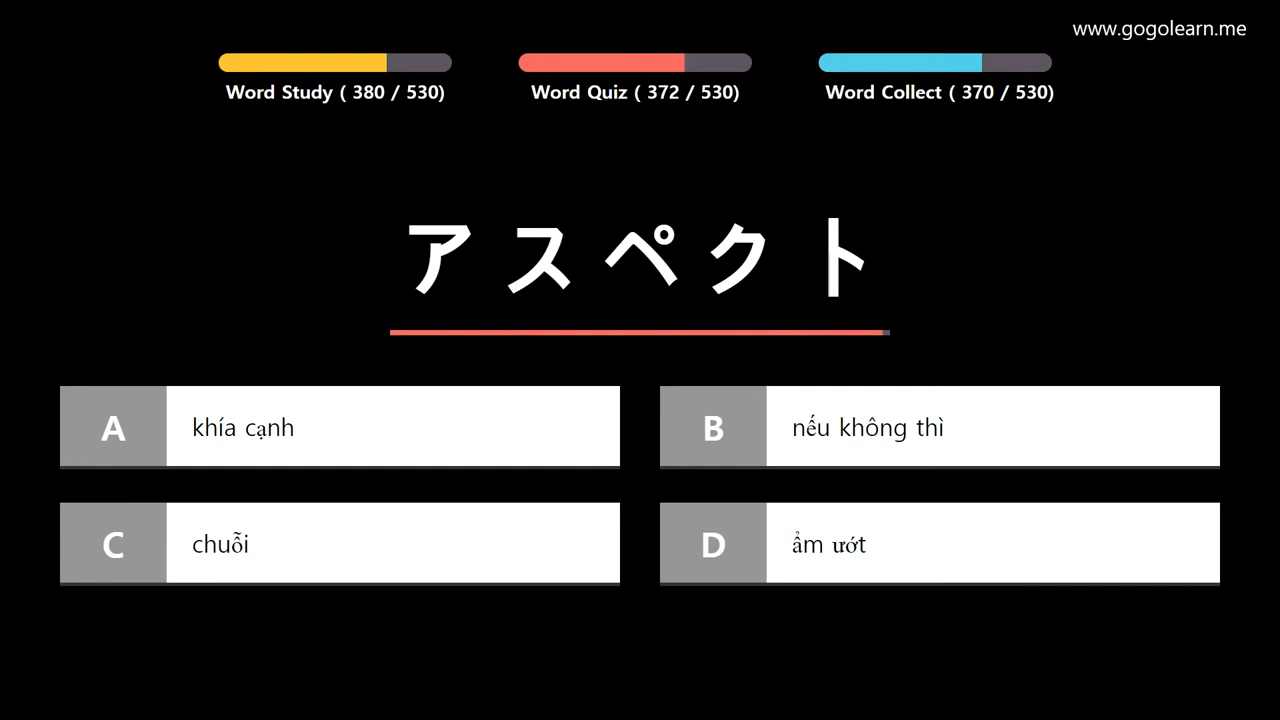 www.gogolearn.me
Word Study ( 380 / 530)
Word Quiz ( 372 / 530)
Word Collect ( 370 / 530)
アスペクト
A khía cạnh
B nếu không thì
C chuỗi
D ẩm ướt